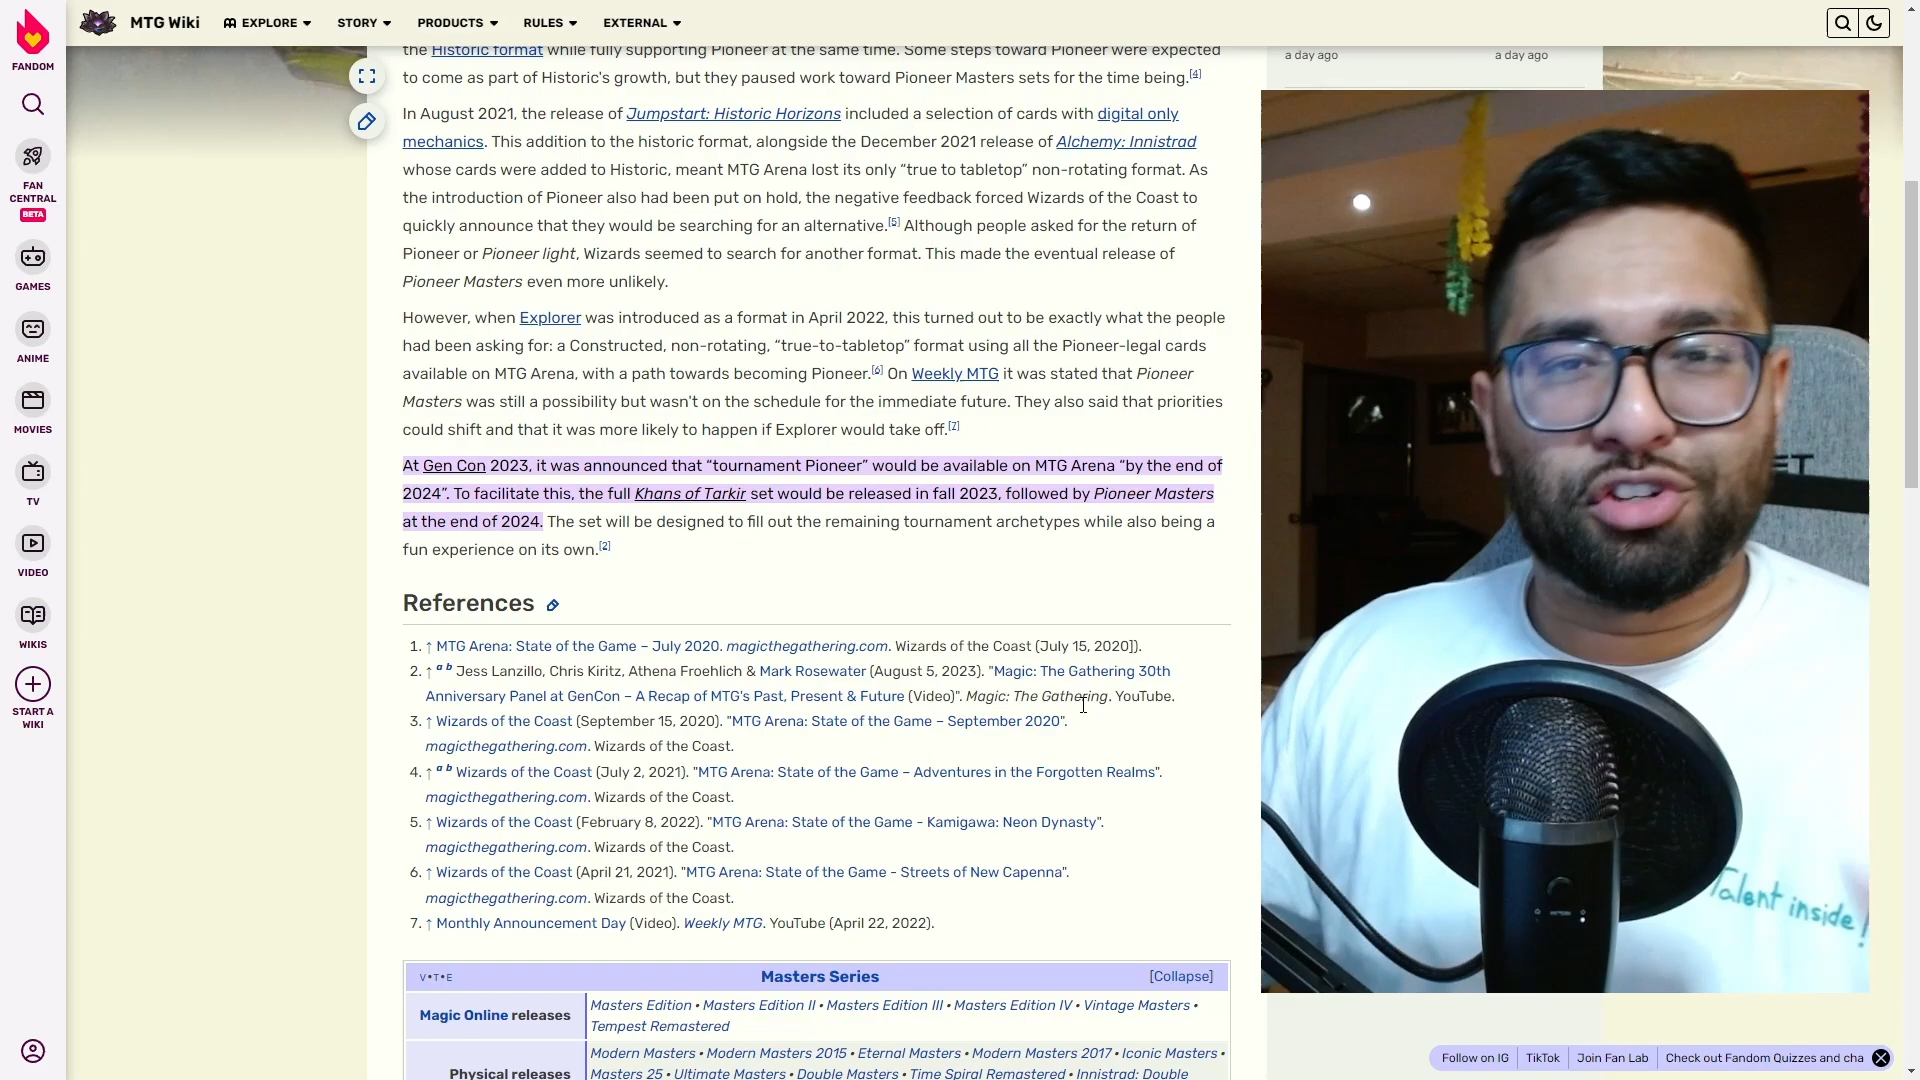 MTG Wiki
EXPLORE
STORY
PRODUCTS
RULES
EXTERNAL
FANDOM
FAN
CENTRAL
BETA
GAMES
ANIME
MOVIES
TV
VIDEO
WIKIS
START A
WIKI
a day ago
a day ago
the Historic format while fully supporting Pioneer at the same time. Some steps toward Pioneer were expected
to come as part of Historic's growth, but they paused work toward Pioneer Masters sets for the time being.[4]
In August 2021, the release of Jumpstart: Historic Horizons included a selection of cards with digital only
mechanics. This addition to the historic format, alongside the December 2021 release of Alchemy: Innistrad
whose cards were added to Historic, meant MTG Arena lost its only “true to tabletop” non-rotating format. As
the introduction of Pioneer also had been put on hold, the negative feedback forced Wizards of the Coast to
quickly announce that they would be searching for an alternative.[5] Although people asked for the return of
Pioneer or Pioneer light, Wizards seemed to search for another format. This made the eventual release of
Pioneer Masters even more unlikely.
However, when Explorer was introduced as a format in April 2022, this turned out to be exactly what the people
had been asking for: a Constructed, non-rotating, “true-to-tabletop” format using all the Pioneer-legal cards
available on MTG Arena, with a path towards becoming Pioneer.[6] On Weekly MTG it was stated that Pioneer
Masters was still a possibility but wasn't on the schedule for the immediate future. They also said that priorities
could shift and that it was more likely to happen if Explorer would take off.[7]
At Gen Con 2023, it was announced that “tournament Pioneer” would be available on MTG Arena “by the end of
2024”. To facilitate this, the full Khans of Tarkir set would be released in fall 2023, followed by Pioneer Masters
at the end of 2024. The set will be designed to fill out the remaining tournament archetypes while also being a
fun experience on its own.[2]
References
1. ↑ MTG Arena: State of the Game – July 2020. magicthegathering.com. Wizards of the Coast (July 15, 2020]).
2. ↑ a b Jess Lanzillo, Chris Kiritz, Athena Froehlich & Mark Rosewater (August 5, 2023). "Magic: The Gathering 30th
Anniversary Panel at GenCon – A Recap of MTG's Past, Present & Future (Video)". Magic: The Gathering. YouTube.
3. ↑ Wizards of the Coast (September 15, 2020). "MTG Arena: State of the Game – September 2020".
magicthegathering.com. Wizards of the Coast.
4. ↑ a b Wizards of the Coast (July 2, 2021). "MTG Arena: State of the Game – Adventures in the Forgotten Realms".
magicthegathering.com. Wizards of the Coast.
5. ↑ Wizards of the Coast (February 8, 2022). "MTG Arena: State of the Game - Kamigawa: Neon Dynasty".
magicthegathering.com. Wizards of the Coast.
6. ↑ Wizards of the Coast (April 21, 2021). "MTG Arena: State of the Game - Streets of New Capenna".
magicthegathering.com. Wizards of the Coast.
7. ↑ Monthly Announcement Day (Video). Weekly MTG. YouTube (April 22, 2022).
V•T•E
Masters Series
[Collapse]
Magic Online releases
Masters Edition • Masters Edition II • Masters Edition III • Masters Edition IV • Vintage Masters •
Tempest Remastered
Physical releases
Modern Masters • Modern Masters 2015 • Eternal Masters • Modern Masters 2017 • Iconic Masters •
Masters 25 • Ultimate Masters • Double Masters • Time Spiral Remastered • Innistrad: Double
Talent inside!
Follow on IG
TikTok
Join Fan Lab
Check out Fandom Quizzes and cha